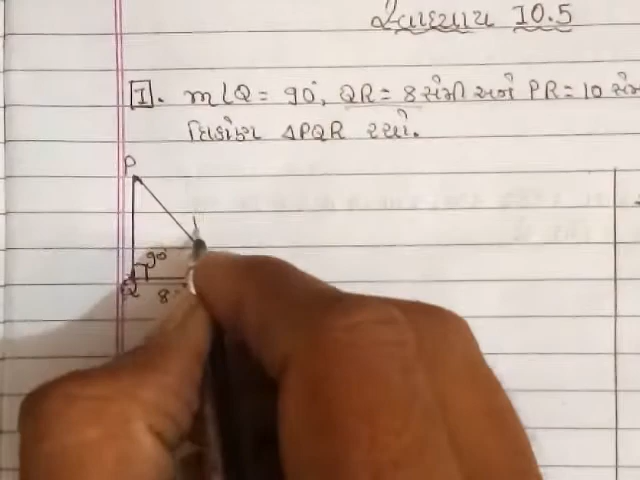 સ્વાધ્યાય 10.5
1. m∠Q = 90°, QR = 8 સેમી અને PR = 10
ત્રિકોણ ΔPQR રચો.
P
90°
Q
8